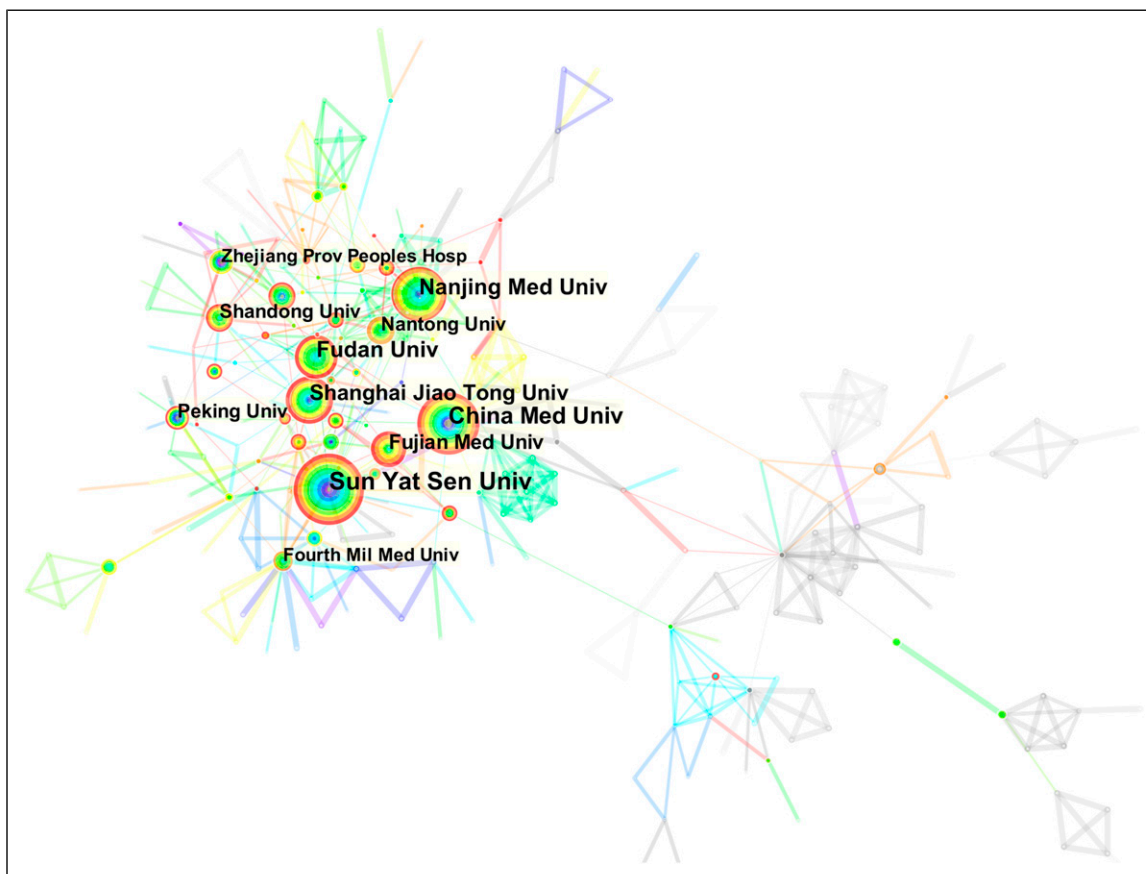 Zhejiang Prov Peoples Hosp
Nanjing Med Univ
Shandong Univ
Nantong Univ
Fudan Univ
Shanghai Jiao Tong Univ
Peking Univ
China Med Univ
Fujian Med Univ
Sun Yat Sen Univ
Fourth Mil Med Univ